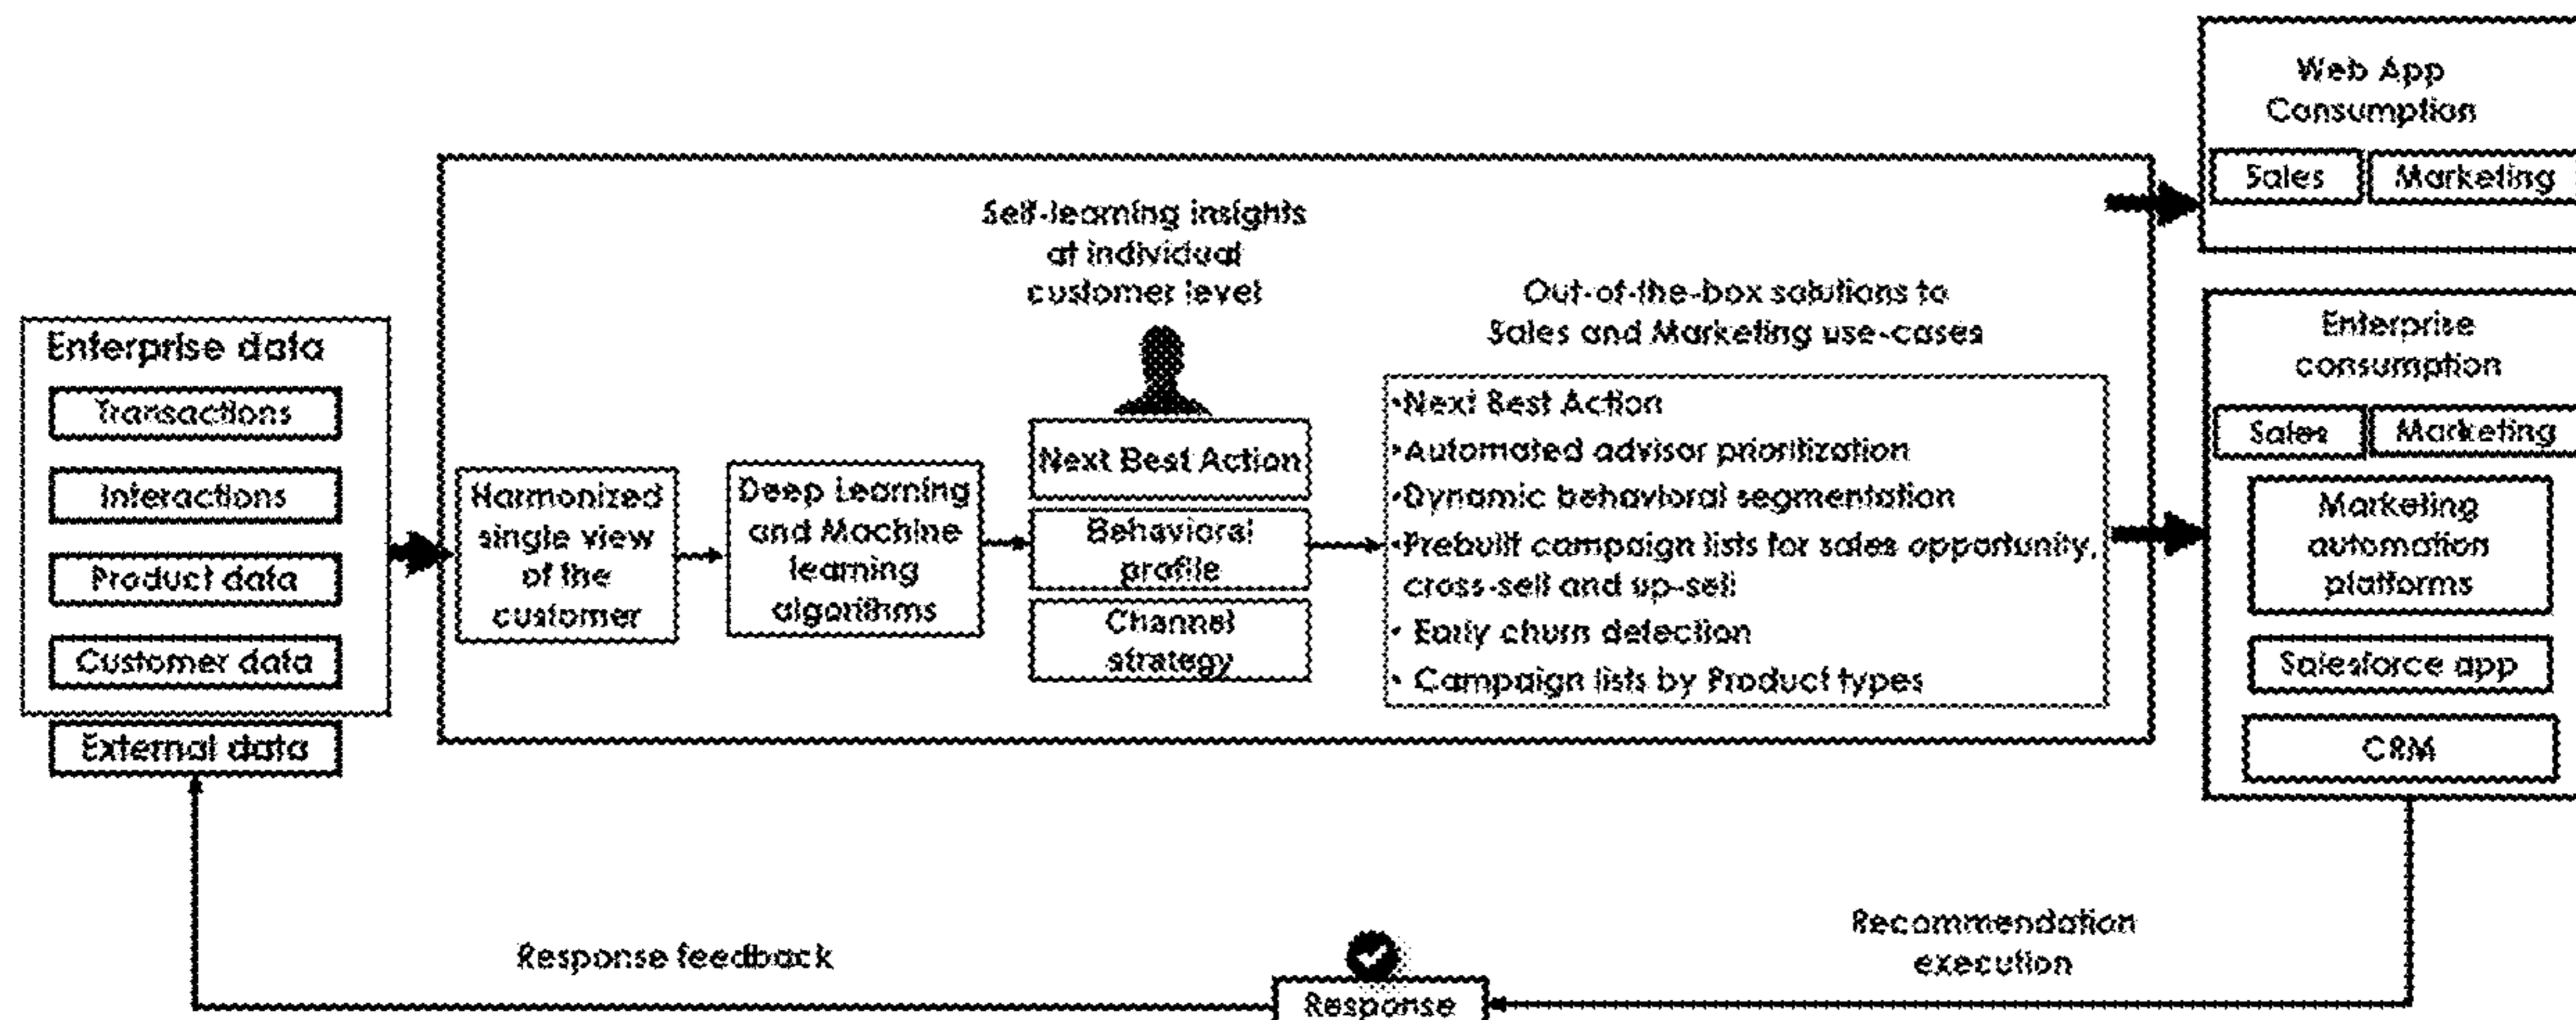 Web App
Consumption
Sales
Marketing
Self-learning insights
at individual
customer level
Out-of-the-box solutions to
Sales and Marketing use-cases
Enterprise data
Transactions
Interactions
Product data
Customer data
External data
Harmonized
single view
of the
customer
Deep Learning
and Machine
learning
algorithms
Next Best Action
Behavioral
profile
Channel
strategy
•Next Best Action
•Automated advisor prioritization
•Dynamic behavioral segmentation
•Prebuilt campaign lists for sales opportunity,
cross-sell and up-sell
• Early churn detection
• Campaign lists by Product types
Enterprise
consumption
Sales
Marketing
Marketing
automation
platforms
Salesforce app
CRM
Recommendation
execution
Response feedback
Response